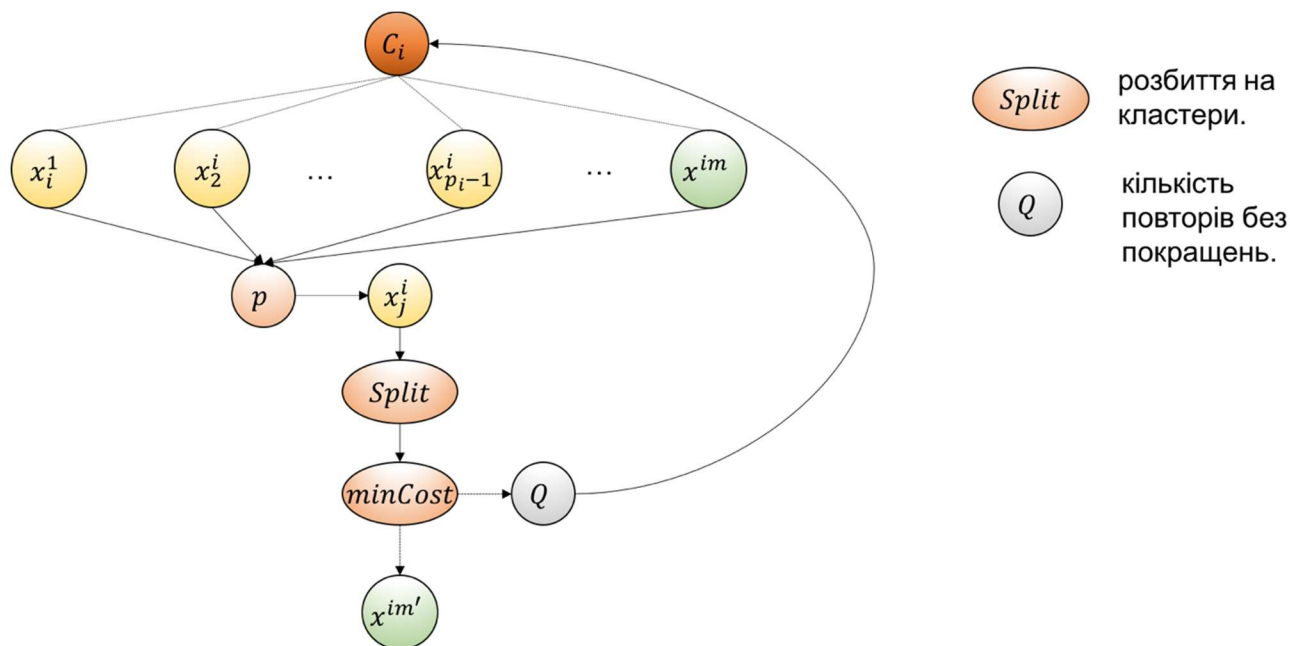 C_i
Split
розбиття на
кластери.
x_i^1
x_2^i
...
x_{p_i-1}^i
...
x^{im}
Q
кількість
повторів без
покращень.
p
x_j^i
Split
minCost
Q
x^{im'}